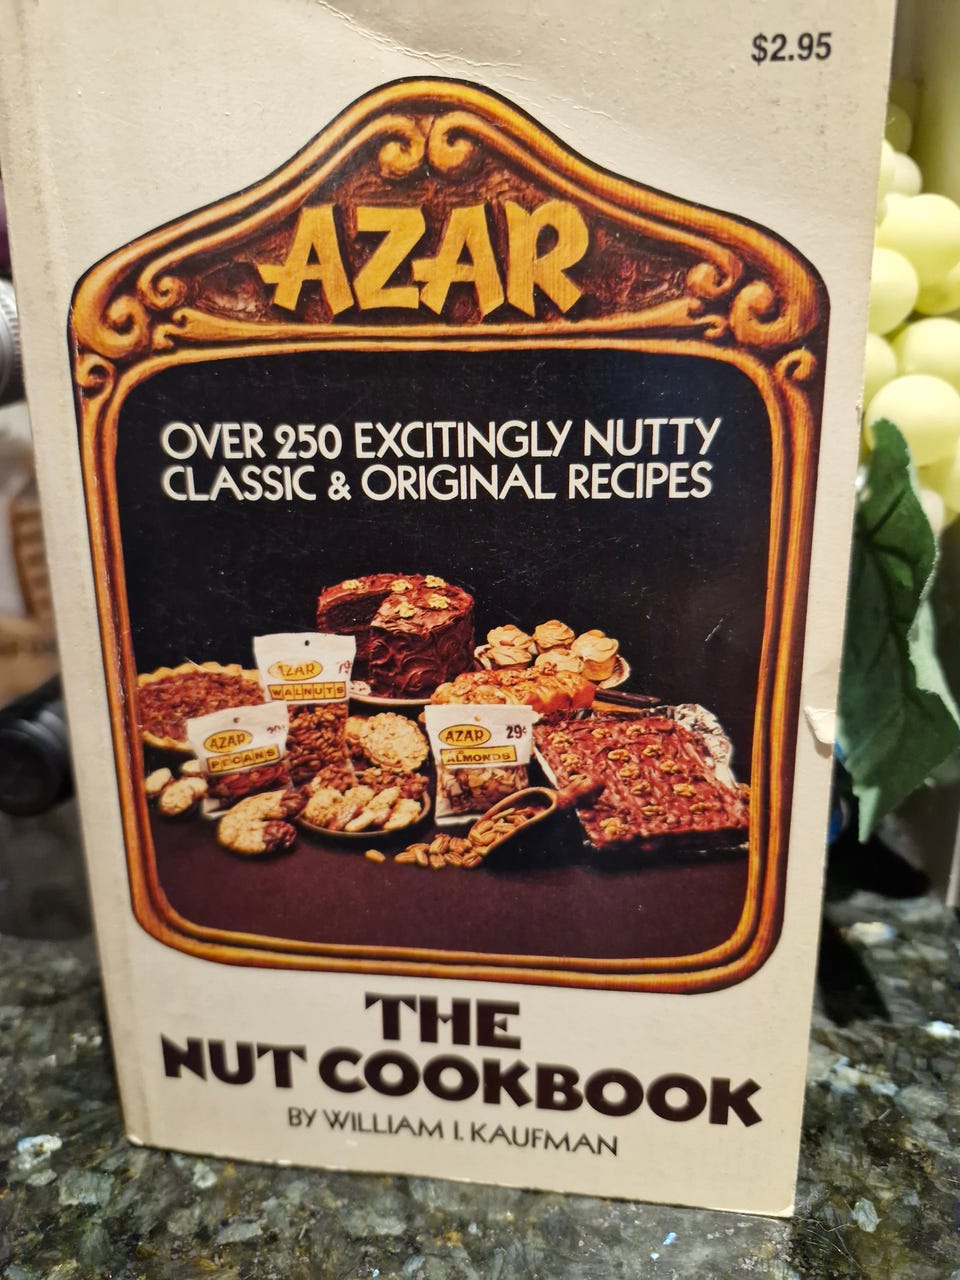 $2.95
AZAR
OVER 250 EXCITINGLY NUTTY
CLASSIC & ORIGINAL RECIPES
AZAR
WALNUTS
AZAR 29¢
ALMONDS
AZAR
PECANS
THE
NUT COOKBOOK
BY WILLIAM I. KAUFMAN